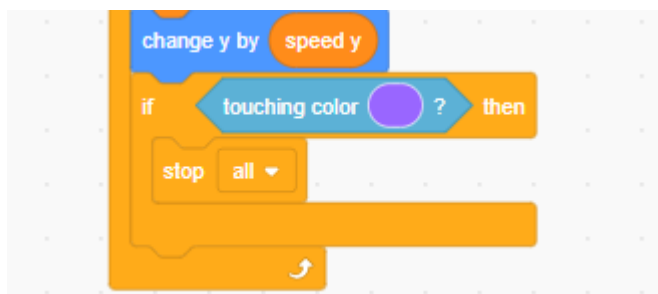 change y by speed y
if touching color ? then
stop all